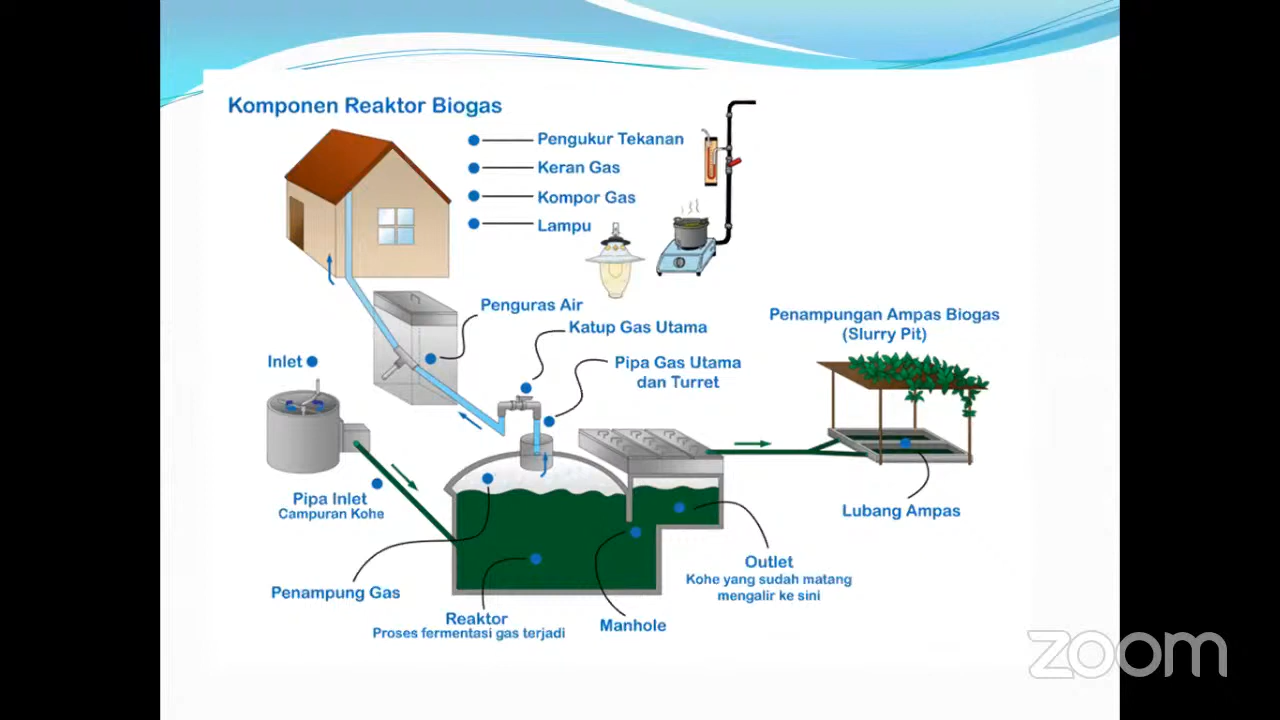 Komponen Reaktor Biogas
Pengukur Tekanan
Keran Gas
Kompor Gas
Lampu
Penguras Air
Katup Gas Utama
Pipa Gas Utama
dan Turret
Penampungan Ampas Biogas
(Slurry Pit)
Inlet
Pipa Inlet
Campuran Kohe
Lubang Ampas
Penampung Gas
Outlet
Kohe yang sudah matang
mengalir ke sini
Reaktor
Proses fermentasi gas terjadi
Manhole
zoom